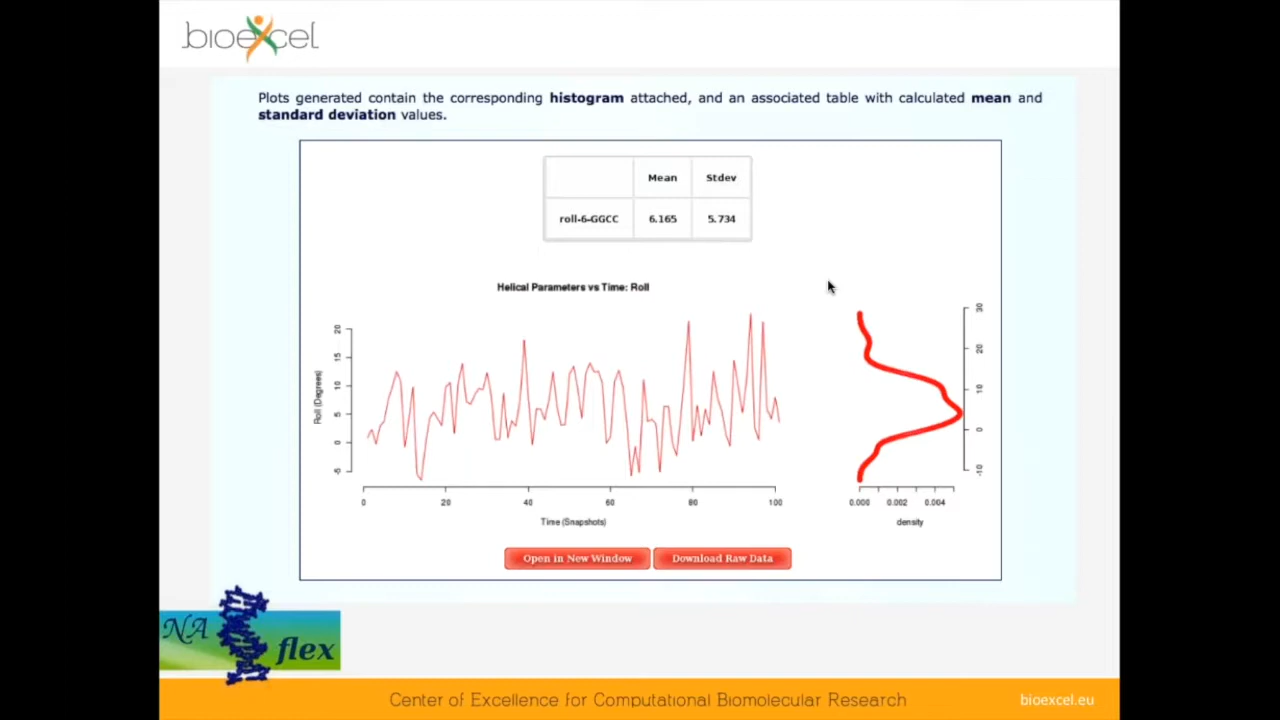 bioexcel
Plots generated contain the corresponding histogram attached, and an associated table with calculated mean and
standard deviation values.
Mean Stdev
roll-6-GGCC 6.165 5.734
Helical Parameters vs Time: Roll
Roll (Degrees)
20
15
10
5
0
-5
0 20 40 60 80 100
Time (Snapshots)
30
20
10
0
-10
0.000 0.002 0.004
density
Open in New Window Download Raw Data
NA flex
Center of Excellence for Computational Biomolecular Research
bioexcel.eu